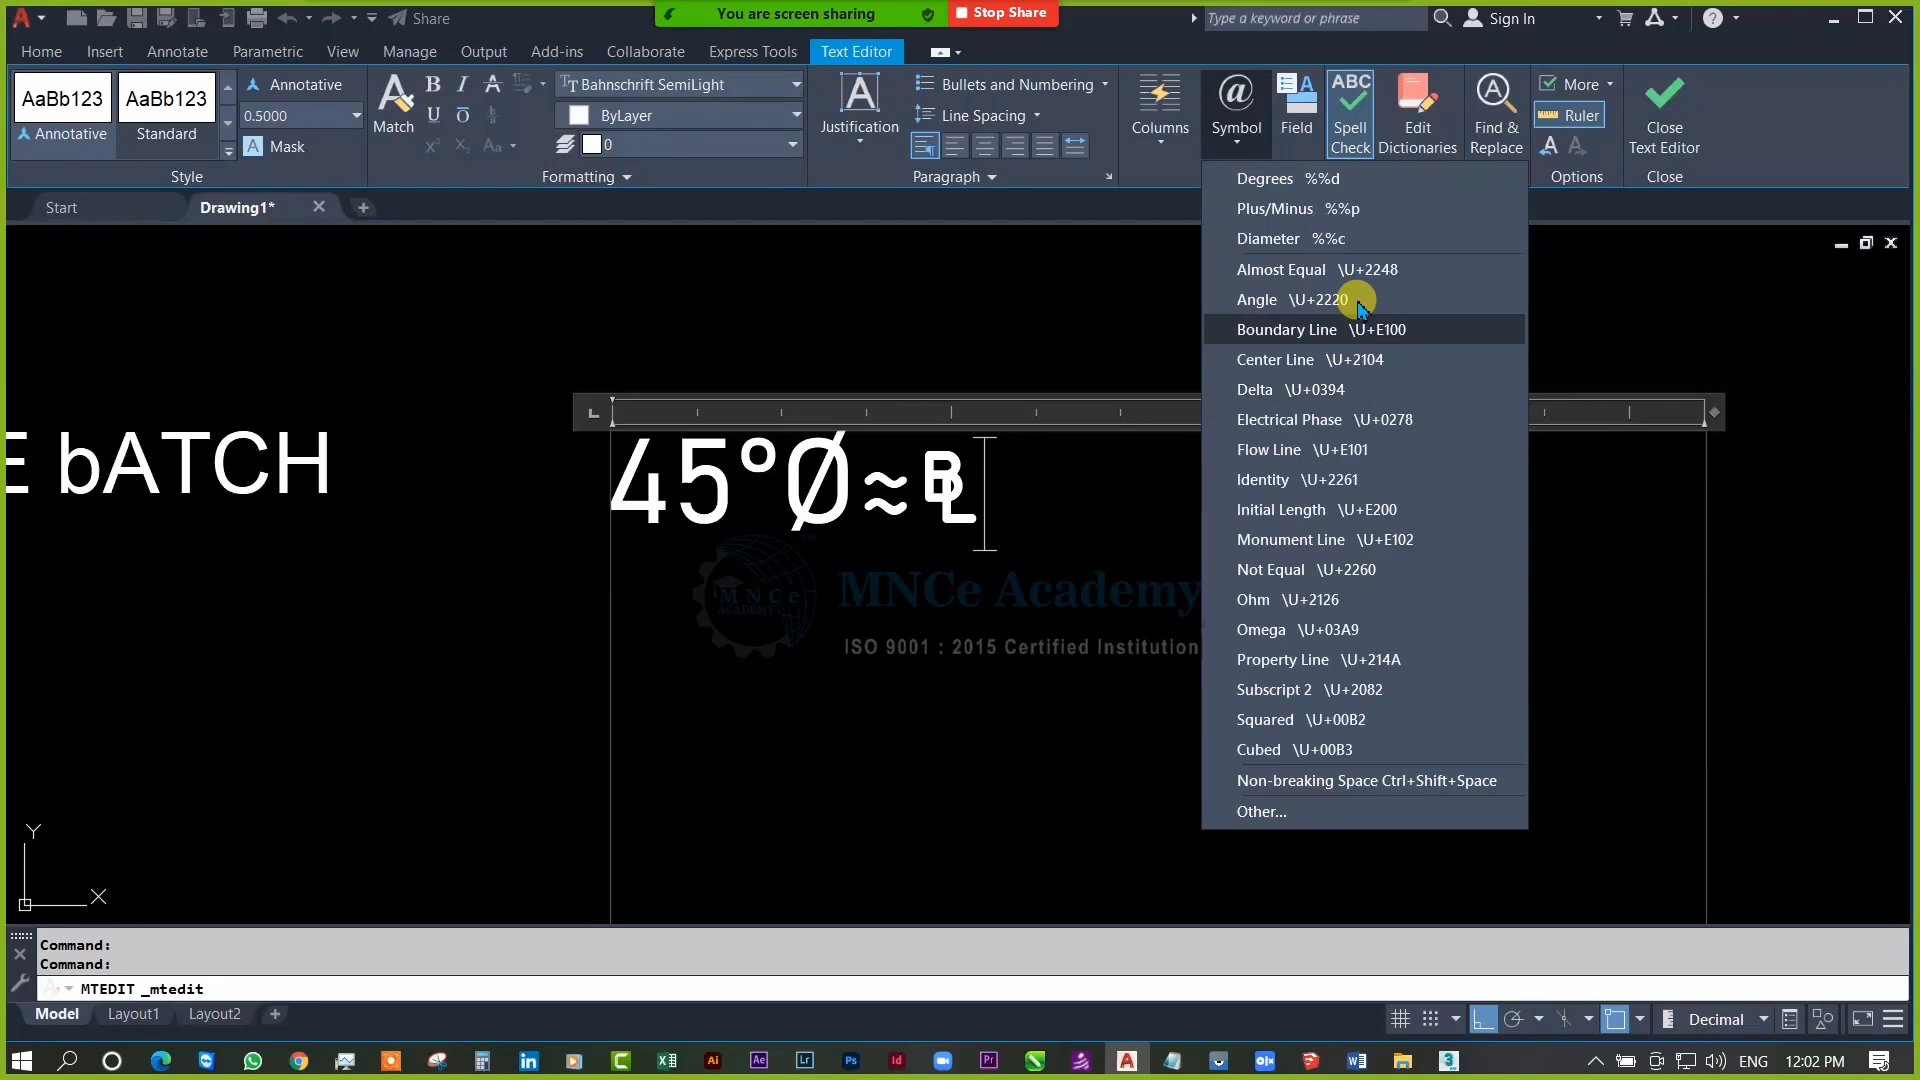 Share
You are screen sharing
Stop Share
Type a keyword or phrase
Sign In
Home Insert Annotate Parametric View Manage Output Add-ins Collaborate Express Tools Text Editor
AaBb123 AaBb123
Annotative Standard
Annotative
0.5000
Mask
Style
Match
Bahnschrift SemiLight
ByLayer
0
Formatting
Justification
Bullets and Numbering
Line Spacing
Paragraph
Columns
Symbol
Field
ABC
Spell
Check
Edit
Dictionaries
Find &
Replace
More
Ruler
Options
Close
Text Editor
Close
Start
Drawing1*
Degrees %%d
Plus/Minus %%p
Diameter %%c
Almost Equal \U+2248
Angle \U+2220
Boundary Line \U+E100
Center Line \U+2104
Delta \U+0394
Electrical Phase \U+0278
Flow Line \U+E101
Identity \U+2261
Initial Length \U+E200
Monument Line \U+E102
Not Equal \U+2260
Ohm \U+2126
Omega \U+03A9
Property Line \U+214A
Subscript 2 \U+2082
Squared \U+00B2
Cubed \U+00B3
Non-breaking Space Ctrl+Shift+Space
Other...
E bATCH
45°Ø≈BL
MNCe
ACADEMY
MNCe Academy
ISO 9001 : 2015 Certified Institution
Y
X
Command:
Command:
MTEDIT _mtedit
Model Layout1 Layout2
Decimal
ENG 12:02 PM